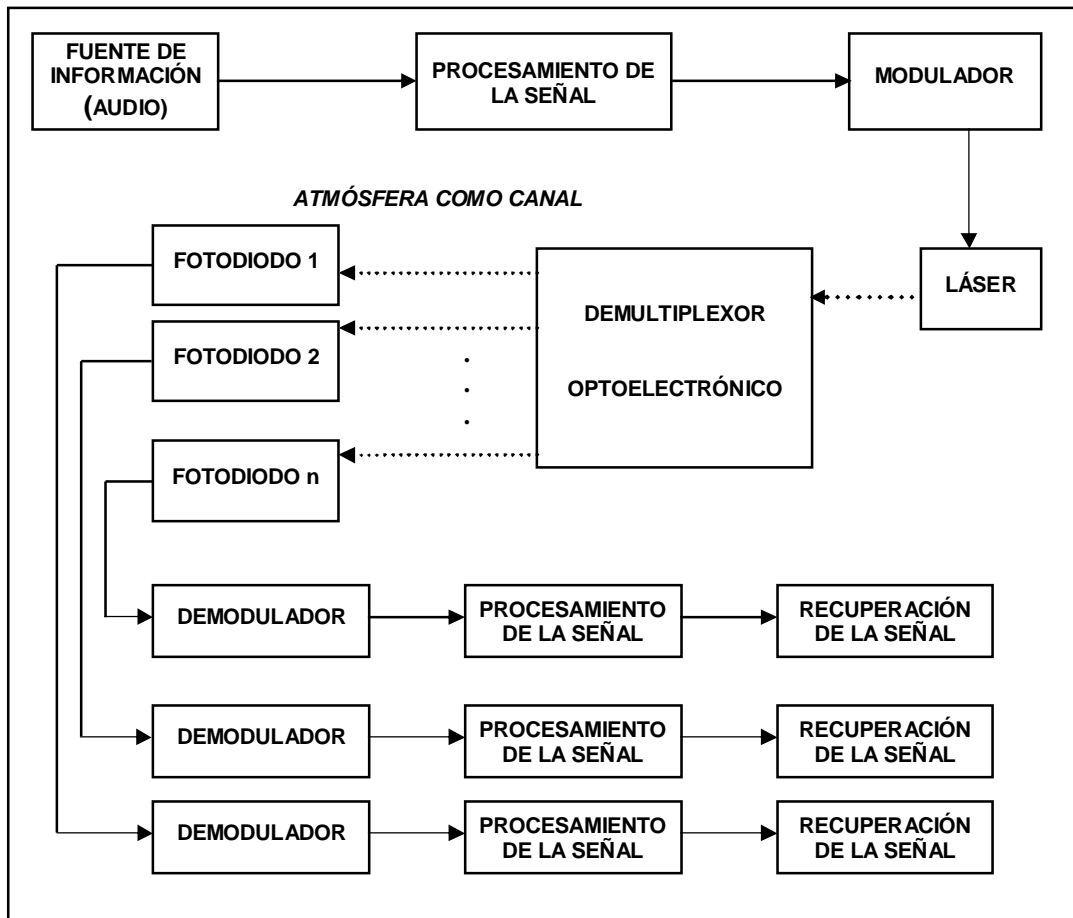 FUENTE DE
INFORMACIÓN
(AUDIO)
PROCESAMIENTO DE
LA SEÑAL
MODULADOR
ATMÓSFERA COMO CANAL
FOTODIODO 1
DEMULTIPLEXOR
OPTOELECTRÓNICO
LÁSER
FOTODIODO 2
.
.
.
FOTODIODO n
DEMODULADOR
PROCESAMIENTO
DE LA SEÑAL
RECUPERACIÓN
DE LA SEÑAL
DEMODULADOR
PROCESAMIENTO
DE LA SEÑAL
RECUPERACIÓN
DE LA SEÑAL
DEMODULADOR
PROCESAMIENTO
DE LA SEÑAL
RECUPERACIÓN
DE LA SEÑAL